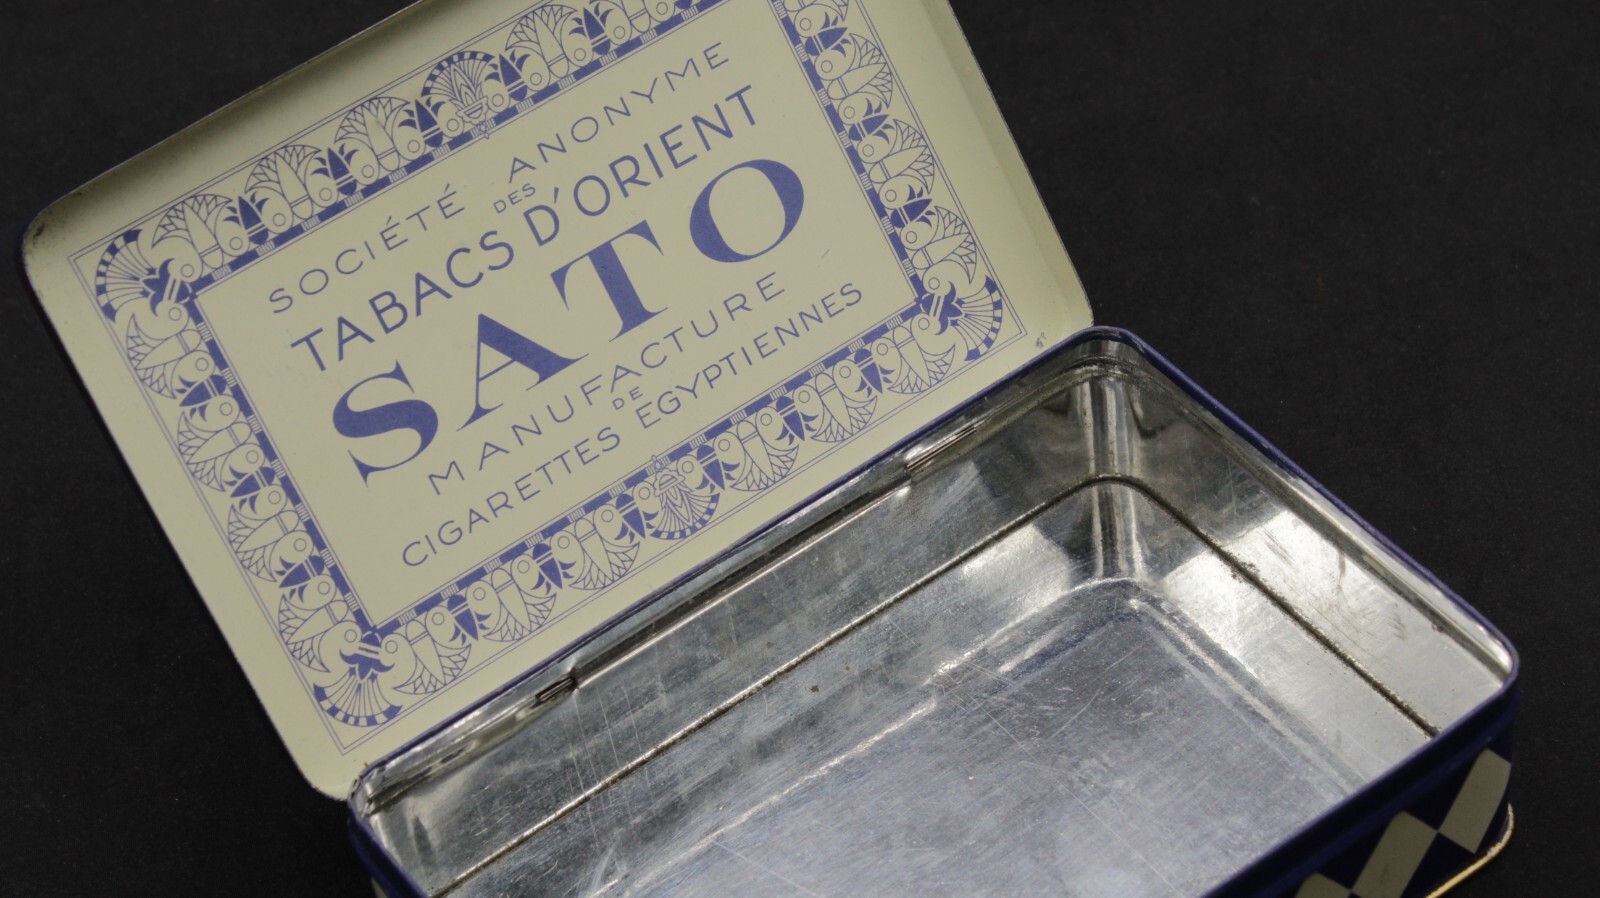 SOCIÉTÉ ANONYME
DES
TABACS D'ORIENT
SATO
MANUFACTURE
DE
CIGARETTES EGYPTIENNES